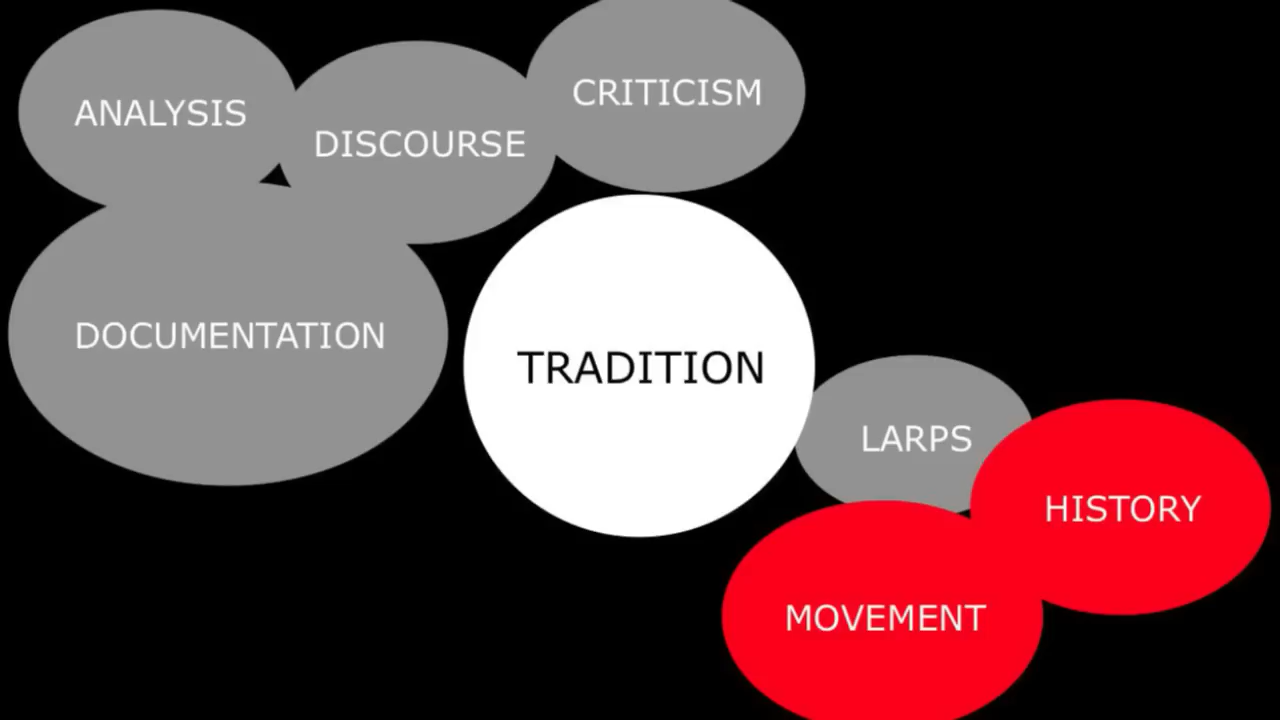 ANALYSIS
DISCOURSE
CRITICISM
DOCUMENTATION
TRADITION
LARPS
HISTORY
MOVEMENT